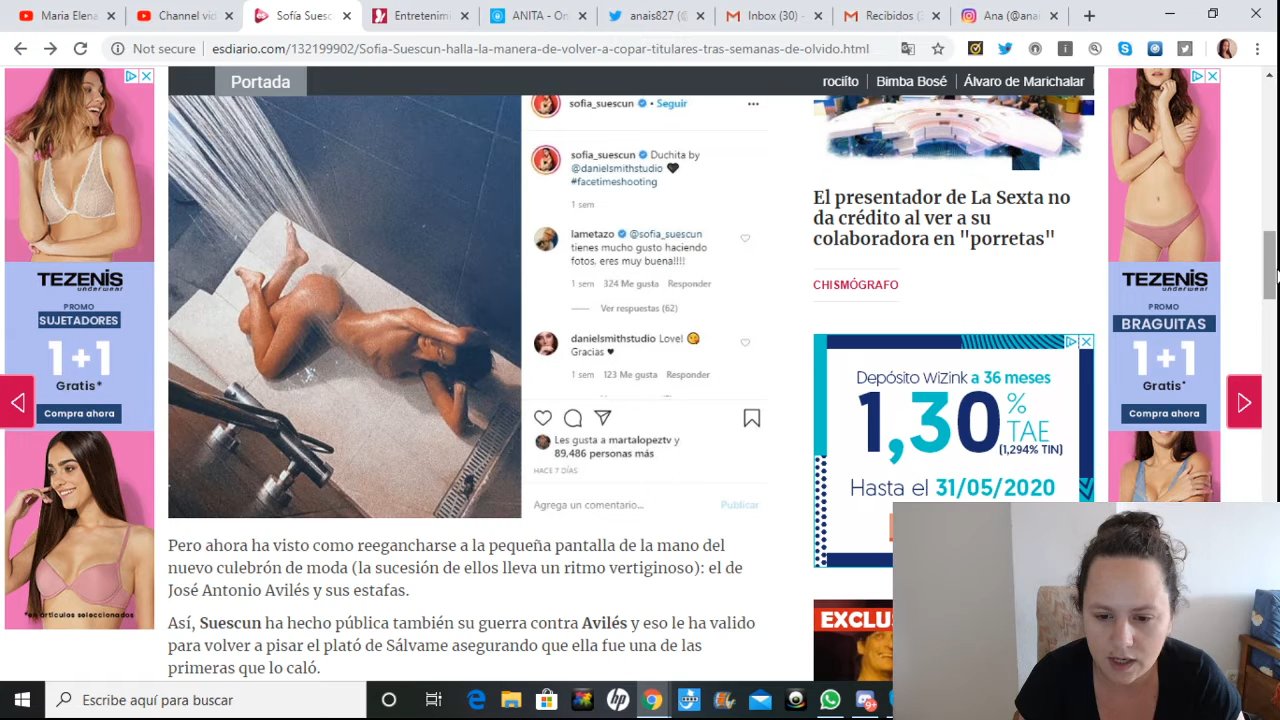 Maria Elena
Channel vid
Sofía Suesc
Entretenimi
ANITA - On
anais827 (
Inbox (30) -
Recibidos (
Ana (@anai
Not secure
esdiario.com/132199902/Sofia-Suescun-halla-la-manera-de-volver-a-copar-titulares-tras-semanas-de-olvido.html
Portada
rociíto
Bimba Bosé
Álvaro de Marichalar
sofia_suescun • Seguir
sofia_suescun Duchita by
@danielsmithstudio
#facetimeshooting
1 sem
lametazo @sofia_suescun
tienes mucho gusto haciendo
fotos, eres muy buena!!!!
1 sem 324 Me gusta Responder
Ver respuestas (62)
danielsmithstudio Lovel
Gracias ♥
1 sem 123 Me gusta Responder
Les gusta a martalopeztv y
89,486 personas más
HACE 7 DÍAS
Agrega un comentario...
Publicar
Pero ahora ha visto como reegancharse a la pequeña pantalla de la mano del
nuevo culebrón de moda (la sucesión de ellos lleva un ritmo vertiginoso): el de
José Antonio Avilés y sus estafas.
Así, Suescun ha hecho pública también su guerra contra Avilés y eso le ha valido
para volver a pisar el plató de Sálvame asegurando que ella fue una de las
primeras que lo caló.
El presentador de La Sexta no
da crédito al ver a su
colaboradora en "porretas"
CHISMÓGRAFO
Depósito Wizink a 36 meses
1,30 %
TAE
(1,294% TIN)
Hasta el 31/05/2020
EXCLU
TEZENIS
underwear
PROMO
SUJETADORES
1+1
Gratis*
Compra ahora
*en artículos seleccionados
TEZENIS
underwear
PROMO
BRAGUITAS
1+1
Gratis*
Compra ahora
Escribe aquí para buscar